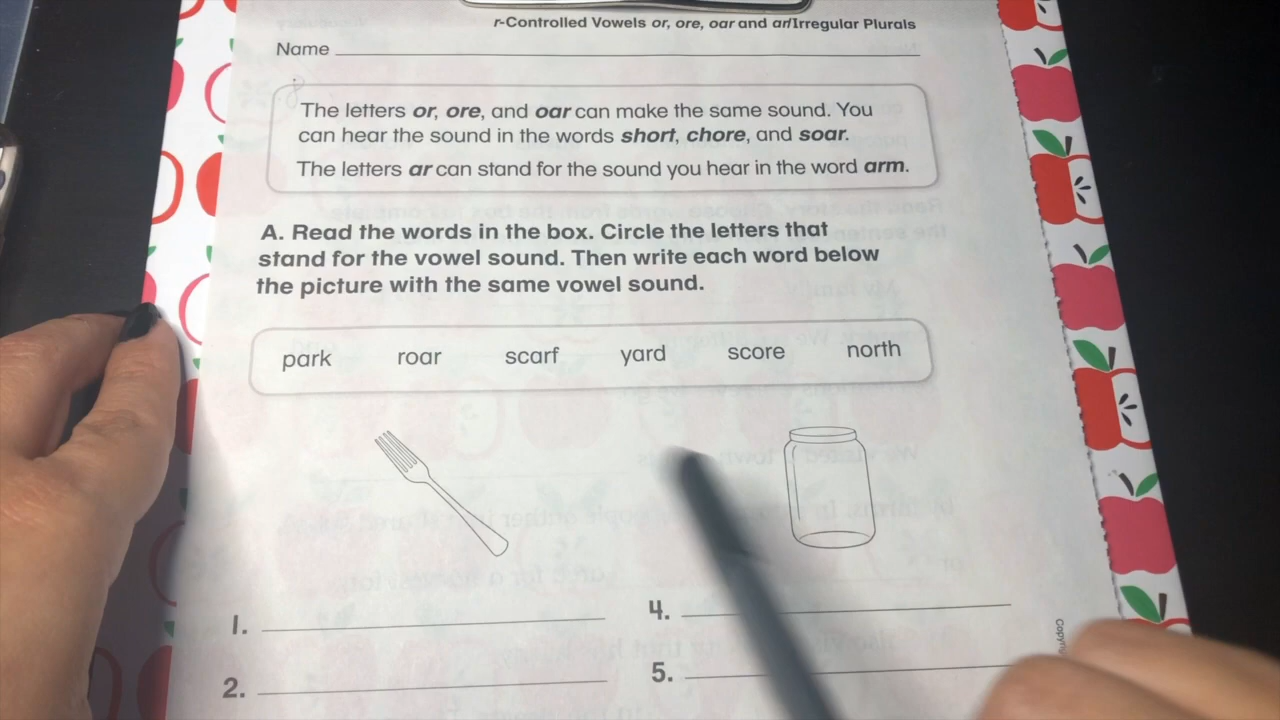 r-Controlled Vowels or, ore, oar and ar/Irregular Plurals
Name
The letters or, ore, and oar can make the same sound. You
can hear the sound in the words short, chore, and soar.
The letters ar can stand for the sound you hear in the word arm.
A. Read the words in the box. Circle the letters that
stand for the vowel sound. Then write each word below
the picture with the same vowel sound.
park roar scarf yard score north
1.
4.
2.
5.